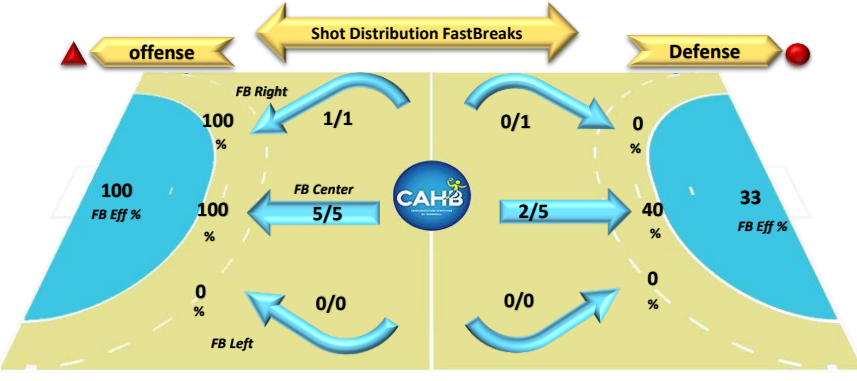 Shot Distribution FastBreaks
offense
Defense
FB Right
100
%
1/1
0/1
0
%
100
FB Eff %
100
%
FB Center
5/5
CAHB
2/5
40
%
33
FB Eff %
0
%
0/0
0/0
0
%
FB Left